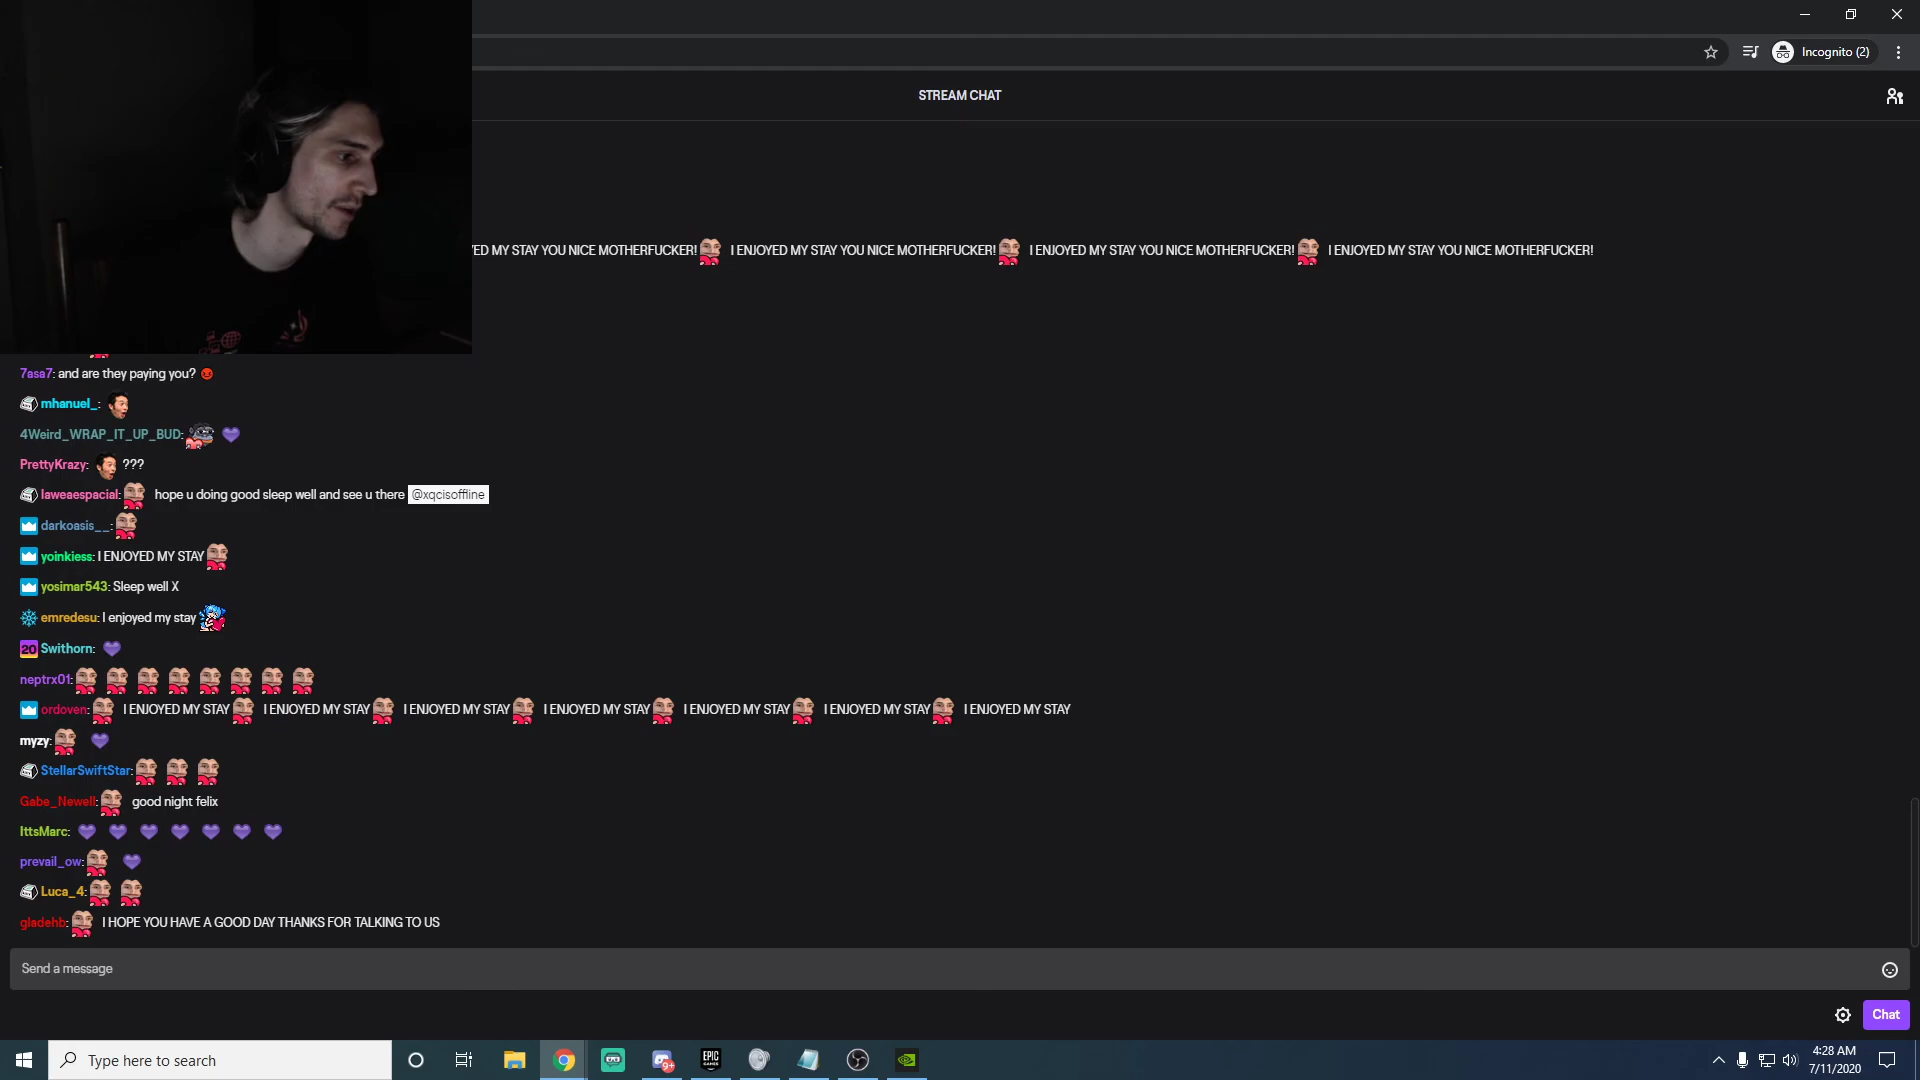 Incognito (2)
STREAM CHAT
ED MY STAY YOU NICE MOTHERFUCKER! I ENJOYED MY STAY YOU NICE MOTHERFUCKER! I ENJOYED MY STAY YOU NICE MOTHERFUCKER! I ENJOYED MY STAY YOU NICE MOTHERFUCKER!
7asa7: and are they paying you?
mhanuel_:
4Weird_WRAP_IT_UP_BUD:
PrettyKrazy: ???
laweaespacial: hope u doing good sleep well and see u there @xqcisoffline
darkoasis__:
yoinkiess: I ENJOYED MY STAY
yosimar543: Sleep well X
emredesu: I enjoyed my stay
20 Swithorn:
neptrx01:
ordoven: I ENJOYED MY STAY I ENJOYED MY STAY I ENJOYED MY STAY I ENJOYED MY STAY I ENJOYED MY STAY I ENJOYED MY STAY I ENJOYED MY STAY
myzy:
StellarSwiftStar:
Gabe_Newell: good night felix
IttsMarc:
prevail_ow:
Luca_4:
gladehb: I HOPE YOU HAVE A GOOD DAY THANKS FOR TALKING TO US
Send a message
Chat
Type here to search
9+
EPIC GAMES
4:28 AM
7/11/2020